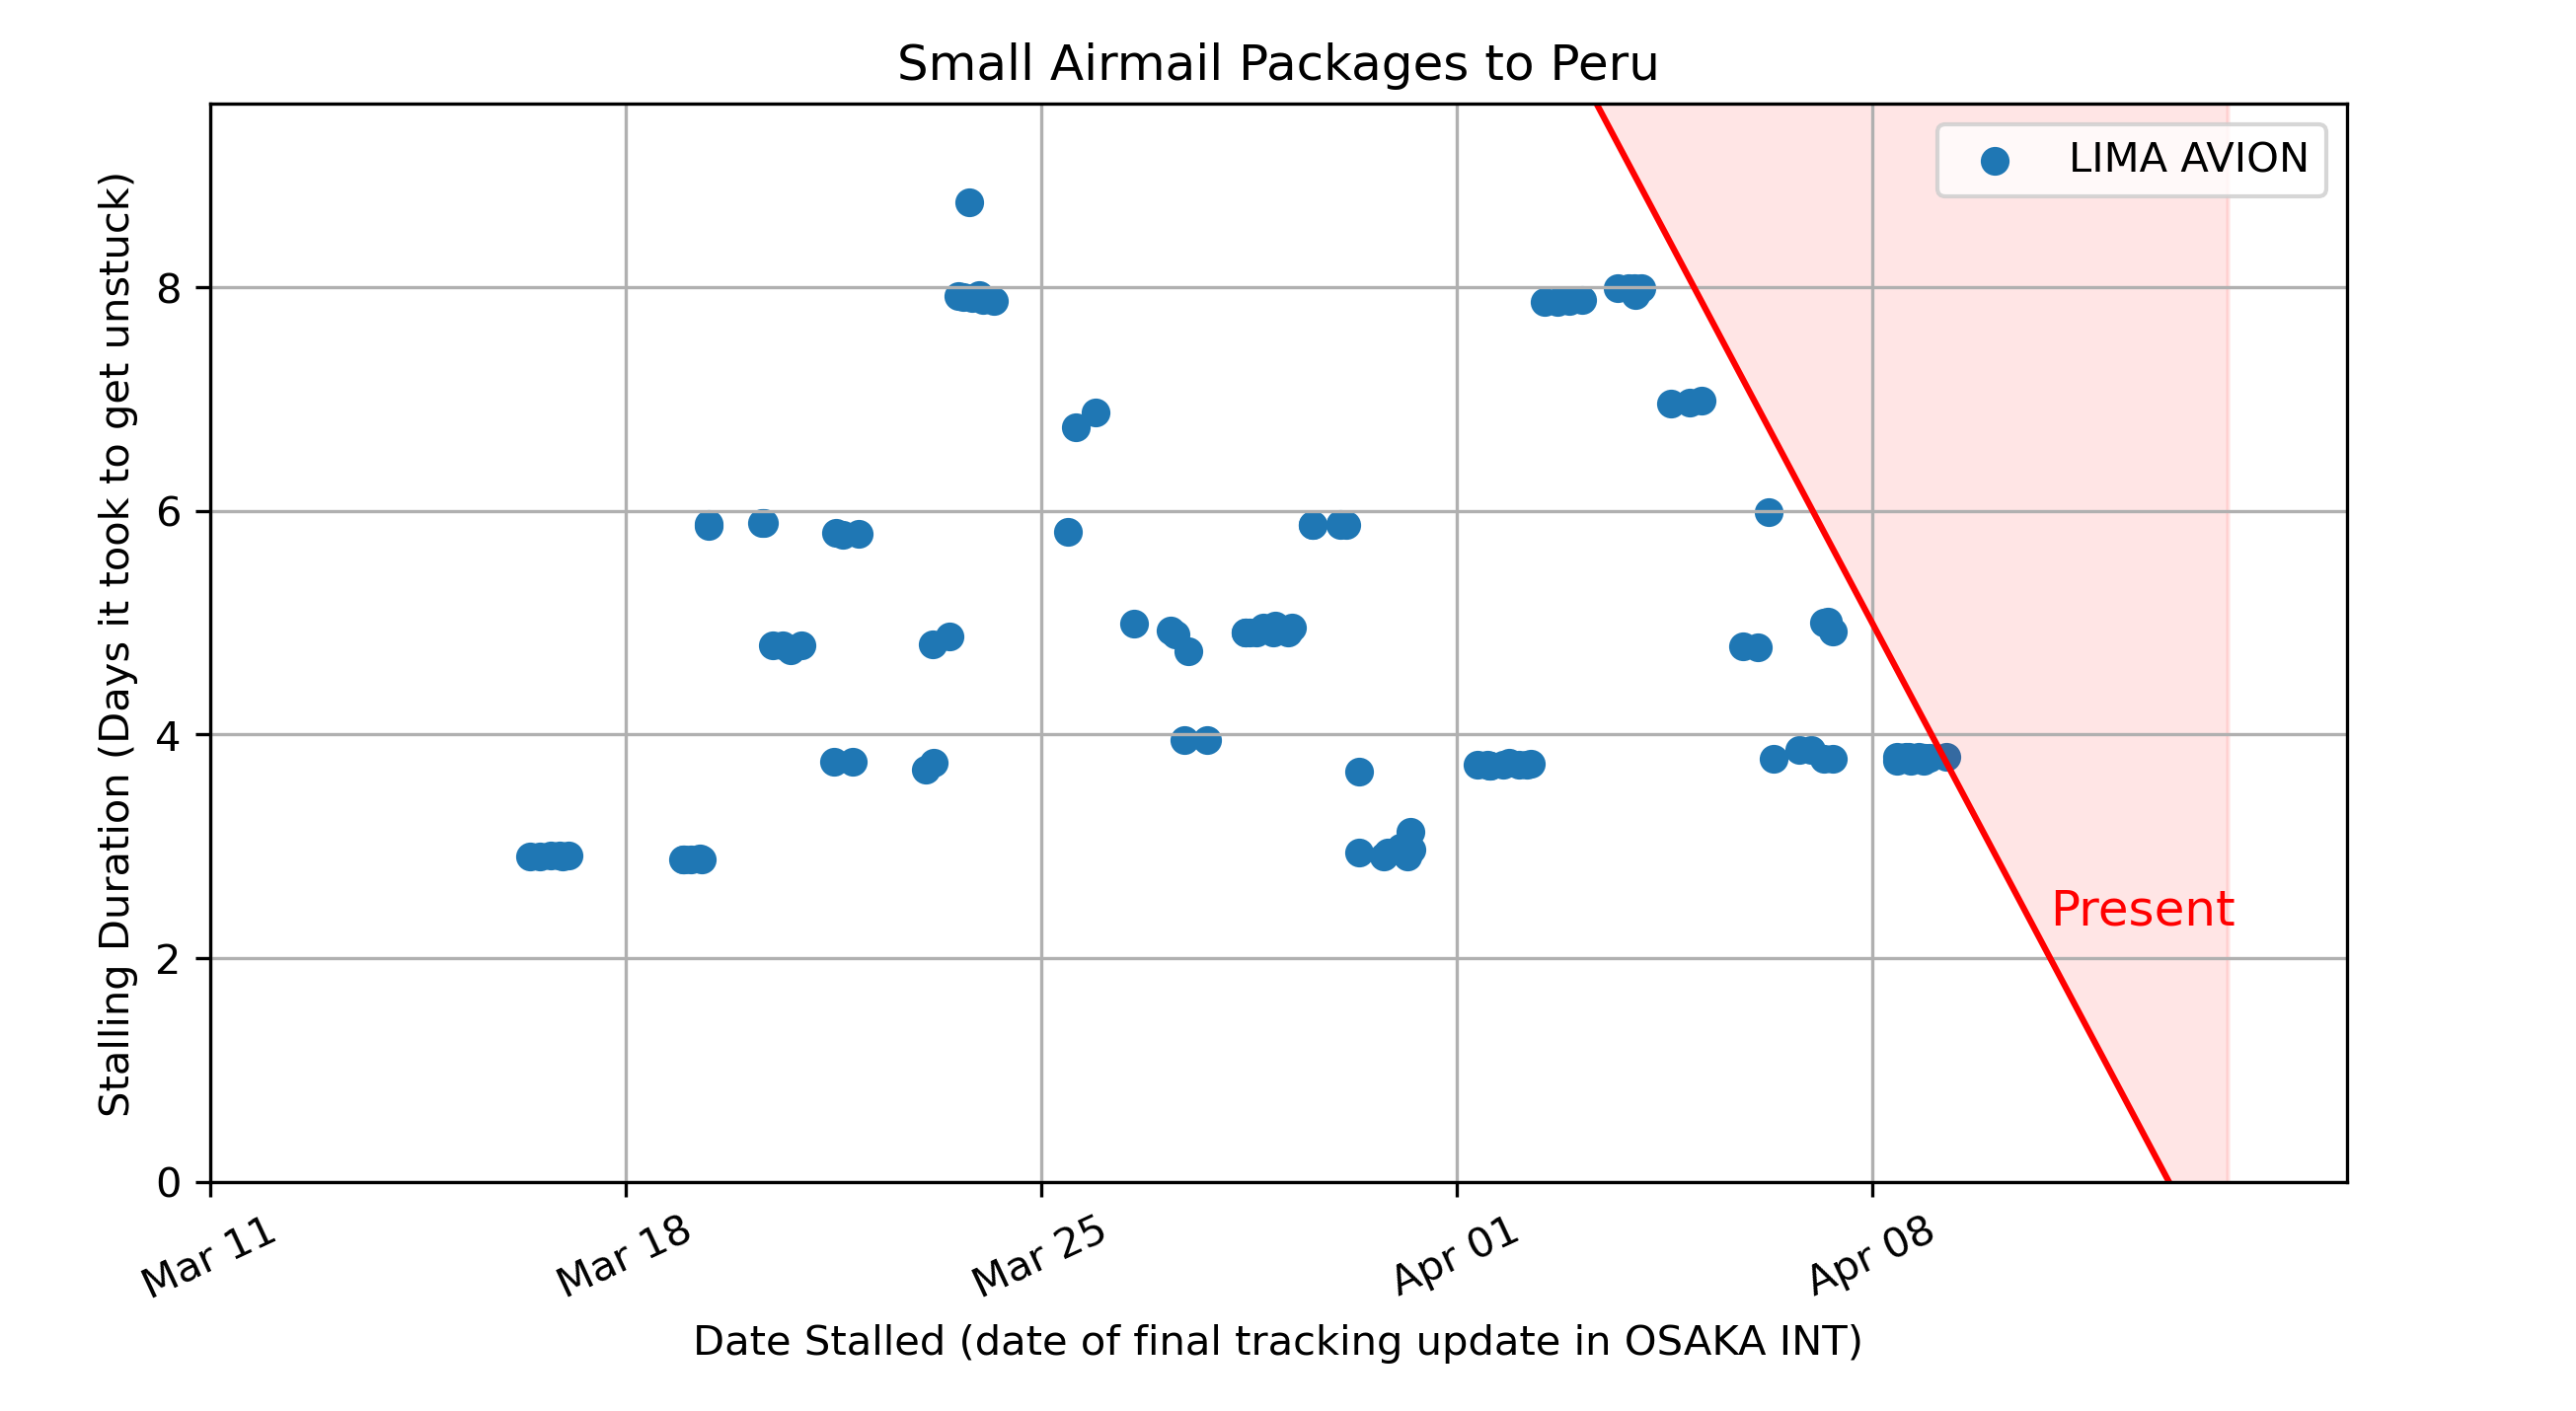 Small Airmail Packages to Peru
LIMA AVION
Stalling Duration (Days it took to get unstuck)
8
6
4
2
0
Present
Mar 11
Mar 18
Mar 25
Apr 01
Apr 08
Date Stalled (date of final tracking update in OSAKA INT)